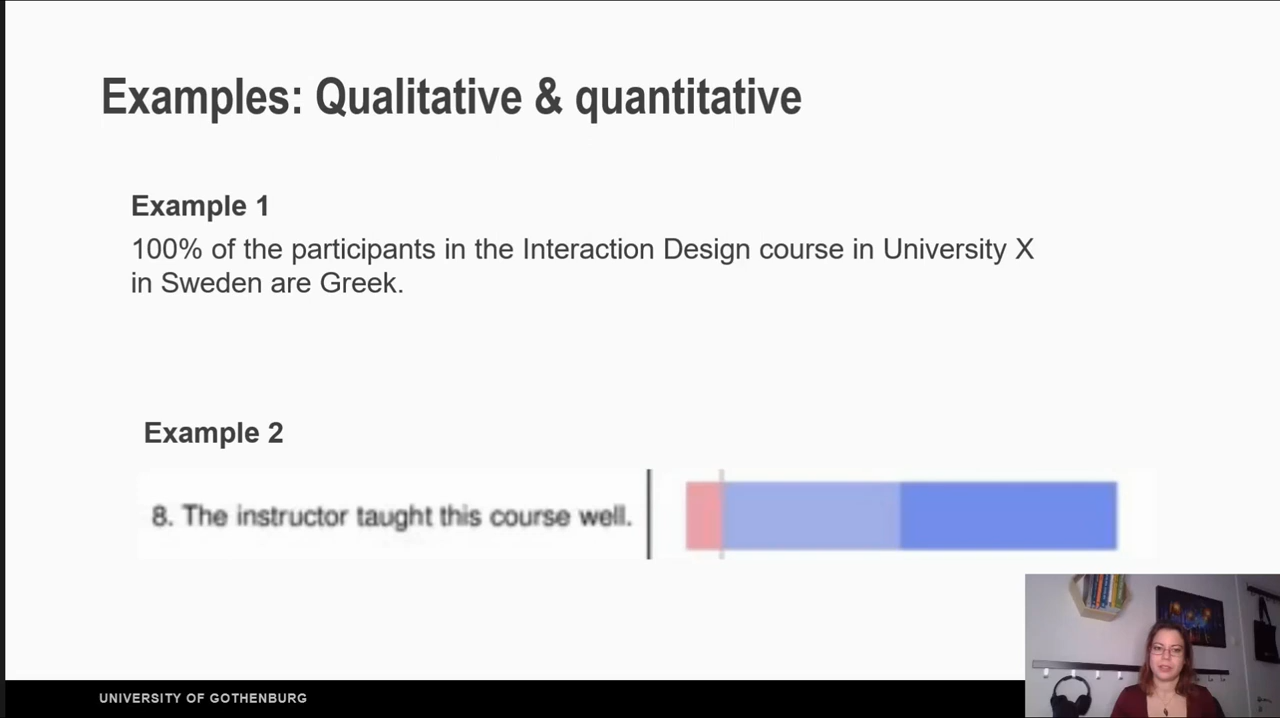 Examples: Qualitative & quantitative
Example 1
100% of the participants in the Interaction Design course in University X
in Sweden are Greek.
Example 2
8. The instructor taught this course well.
UNIVERSITY OF GOTHENBURG